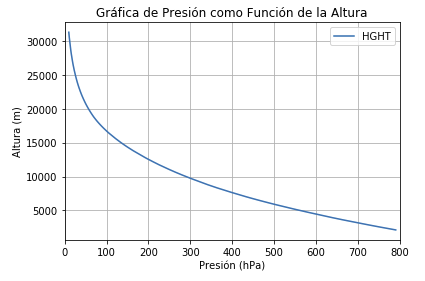 Gráfica de Presión como Función de la Altura
HGHT
30000
25000
20000
15000
10000
5000
Altura (m)
0 100 200 300 400 500 600 700 800
Presión (hPa)